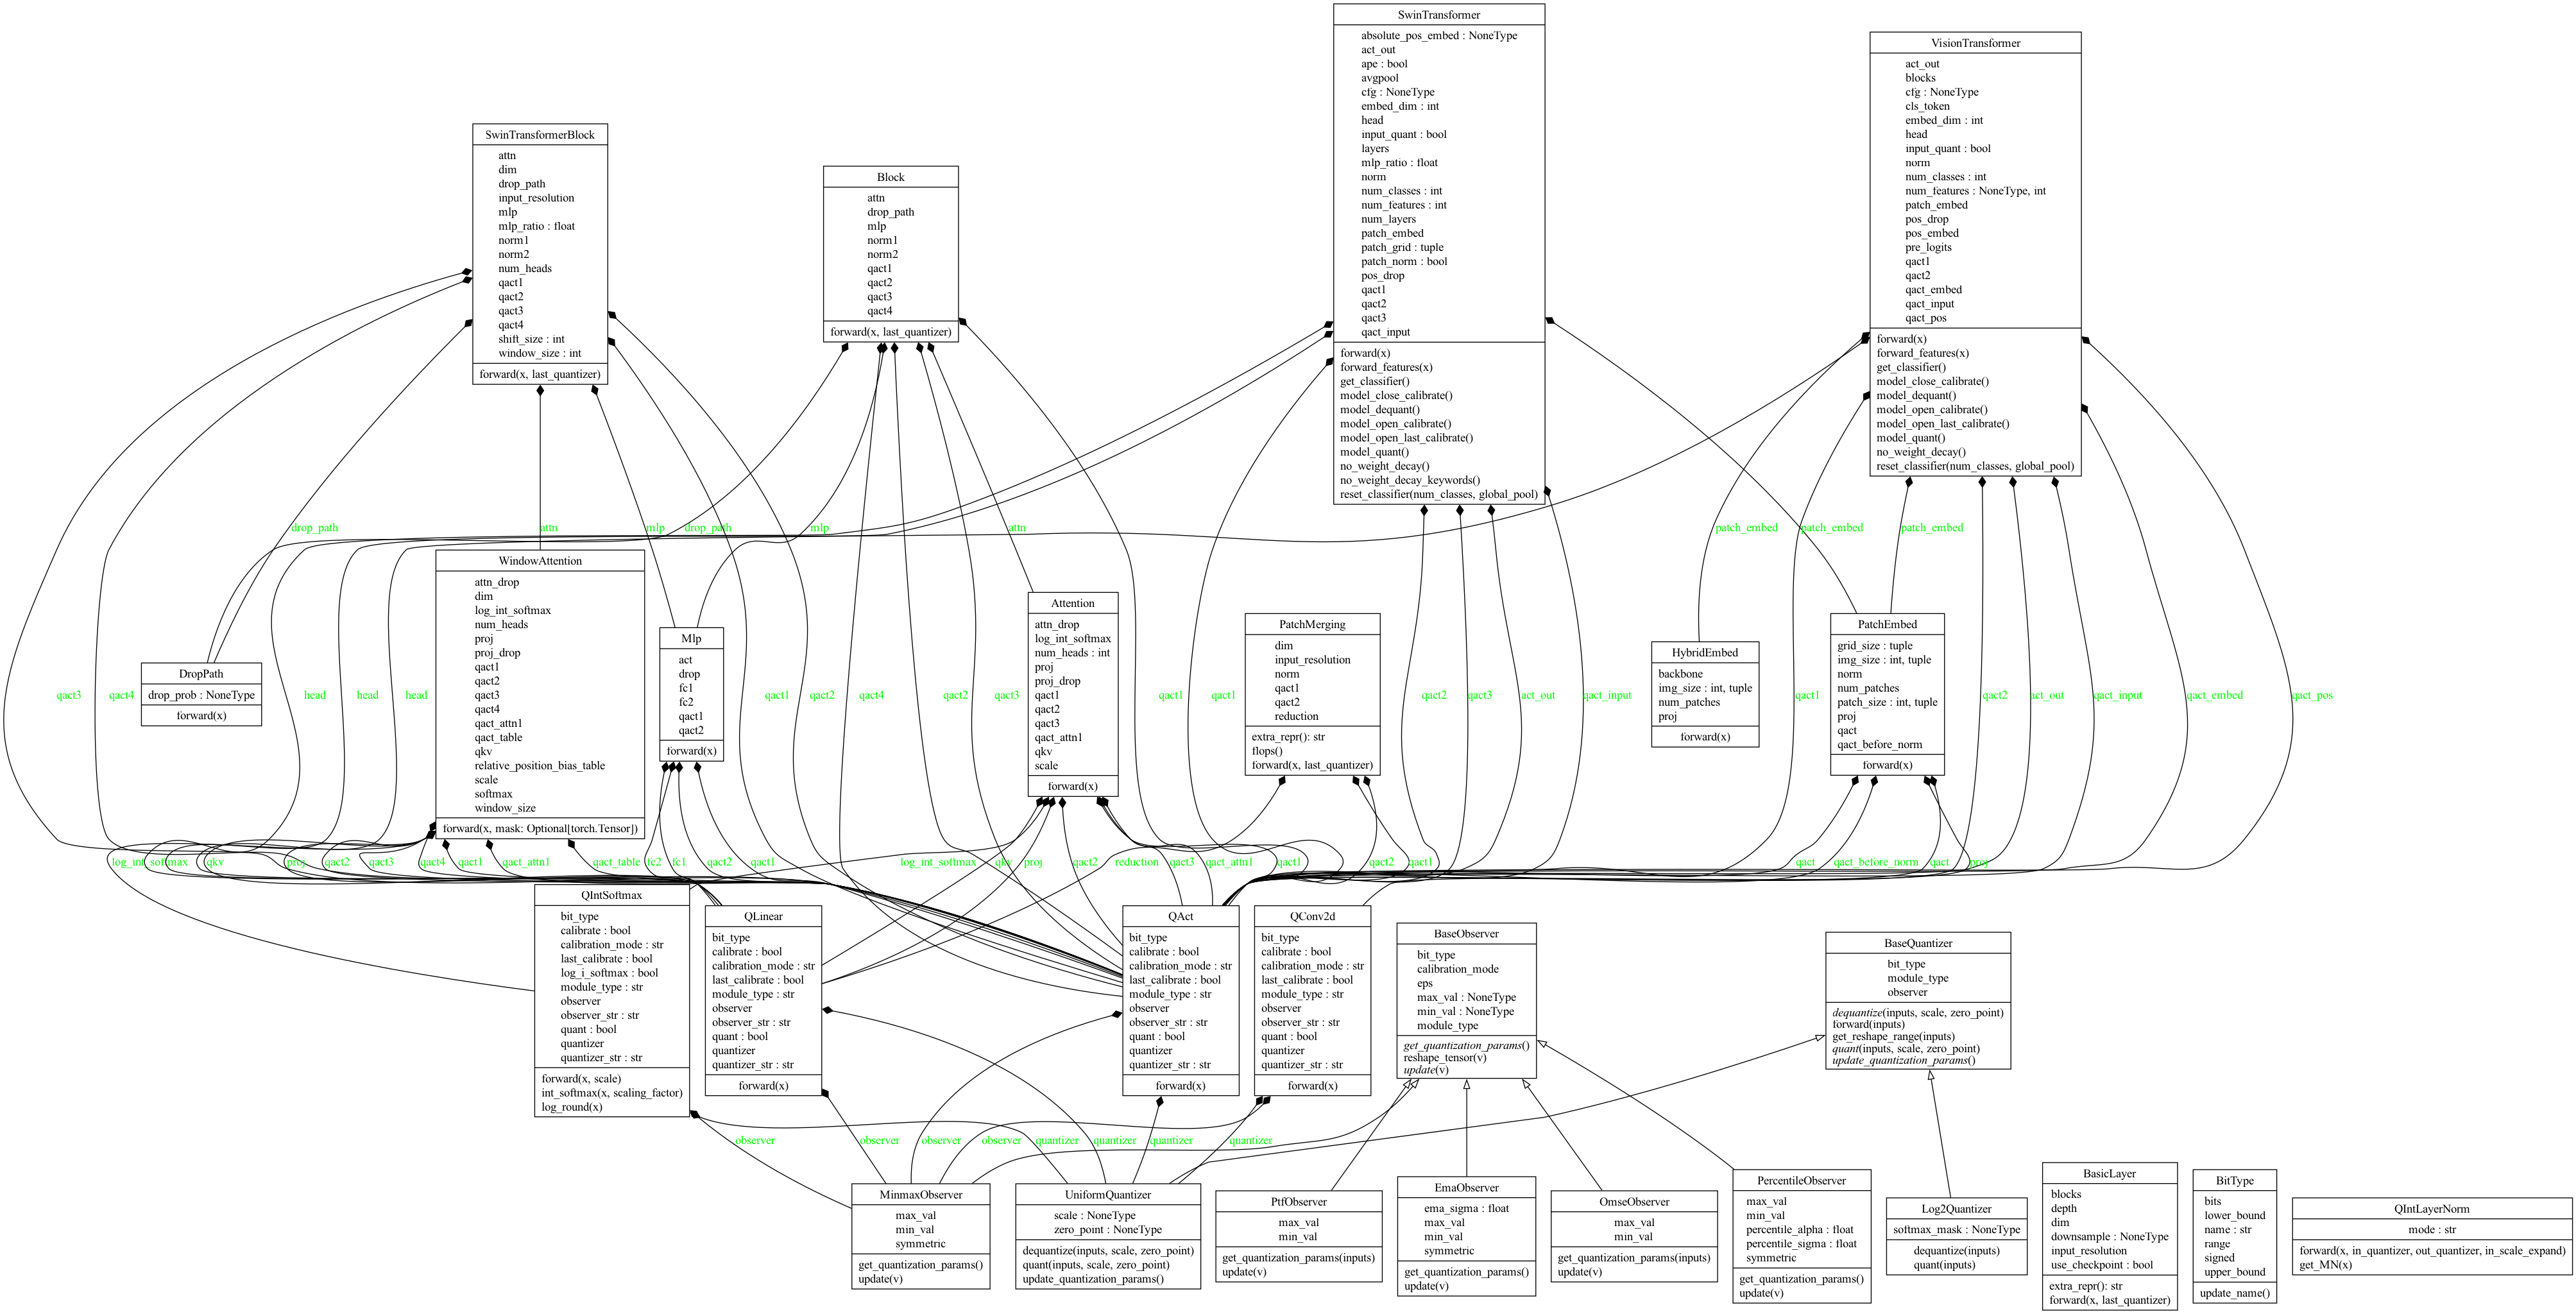 SwinTransformer
absolute_pos_embed : NoneType
act_out
ape : bool
avgpool
cfg : NoneType
embed_dim : int
head
input_quant : bool
layers
mlp_ratio : float
norm
num_classes : int
num_features : int
num_layers
patch_embed
patch_grid : tuple
patch_norm : bool
pos_drop
qact1
qact2
qact3
qact_input
forward(x)
forward_features(x)
get_classifier()
model_close_calibrate()
model_dequant()
model_open_calibrate()
model_open_last_calibrate()
model_quant()
no_weight_decay()
no_weight_decay_keywords()
reset_classifier(num_classes, global_pool)
VisionTransformer
act_out
blocks
cfg : NoneType
cls_token
embed_dim : int
head
input_quant : bool
norm
num_classes : int
num_features : NoneType, int
patch_embed
pos_drop
pos_embed
pre_logits
qact1
qact2
qact_embed
qact_input
qact_pos
forward(x)
forward_features(x)
get_classifier()
model_close_calibrate()
model_dequant()
model_open_calibrate()
model_open_last_calibrate()
model_quant()
no_weight_decay()
reset_classifier(num_classes, global_pool)
SwinTransformerBlock
attn
dim
drop_path
input_resolution
mlp
mlp_ratio : float
norm1
norm2
num_heads
qact1
qact2
qact3
qact4
shift_size : int
window_size : int
forward(x, last_quantizer)
Block
attn
drop_path
mlp
norm1
norm2
qact1
qact2
qact3
qact4
forward(x, last_quantizer)
drop_path
attn
mlp
drop_path
mlp
attn
patch_embed
patch_embed
patch_embed
WindowAttention
attn_drop
dim
log_int_softmax
num_heads
proj
proj_drop
qact1
qact2
qact3
qact4
qact_attn1
qact_table
qkv
relative_position_bias_table
scale
softmax
window_size
forward(x, mask: Optional[torch.Tensor])
DropPath
drop_prob : NoneType
forward(x)
Mlp
act
drop
fc1
fc2
qact1
qact2
forward(x)
Attention
attn_drop
log_int_softmax
num_heads : int
proj
proj_drop
qact1
qact2
qact3
qact_attn1
qkv
scale
forward(x)
PatchMerging
dim
input_resolution
norm
qact1
qact2
reduction
extra_repr(): str
flops()
forward(x, last_quantizer)
HybridEmbed
backbone
img_size : int, tuple
num_patches
proj
forward(x)
PatchEmbed
grid_size : tuple
img_size : int, tuple
norm
num_patches
patch_size : int, tuple
proj
qact
qact_before_norm
forward(x)
qact3
qact4
head
head
head
qact1
qact2
qact4
qact2
qact3
qact1
qact1
qact2
qact3
act_out
qact_input
qact1
qact2
act_out
qact_input
qact_embed
qact_pos
log_int_softmax
qkv
proj
qact2
qact3
qact4
qact1
qact_attn1
qact_table
fc2
fc1
qact2
qact1
log_int_softmax
qkv
proj
qact2
reduction
qact3
qact_attn1
qact1
qact2
qact1
qact
qact_before_norm
qact
proj
QIntSoftmax
bit_type
calibrate : bool
calibration_mode : str
last_calibrate : bool
log_i_softmax : bool
module_type : str
observer
observer_str : str
quant : bool
quantizer
quantizer_str : str
forward(x, scale)
int_softmax(x, scaling_factor)
log_round(x)
QLinear
bit_type
calibrate : bool
calibration_mode : str
last_calibrate : bool
module_type : str
observer
observer_str : str
quant : bool
quantizer
quantizer_str : str
forward(x)
QAct
bit_type
calibrate : bool
calibration_mode : str
last_calibrate : bool
module_type : str
observer
observer_str : str
quant : bool
quantizer
quantizer_str : str
forward(x)
QConv2d
bit_type
calibrate : bool
calibration_mode : str
last_calibrate : bool
module_type : str
observer
observer_str : str
quant : bool
quantizer
quantizer_str : str
forward(x)
BaseObserver
bit_type
calibration_mode
eps
max_val : NoneType
min_val : NoneType
module_type
get_quantization_params()
reshape_tensor(v)
update(v)
BaseQuantizer
bit_type
module_type
observer
dequantize(inputs, scale, zero_point)
forward(inputs)
get_reshape_range(inputs)
quant(inputs, scale, zero_point)
update_quantization_params()
observer
observer
observer
observer
quantizer
quantizer
quantizer
quantizer
MinmaxObserver
max_val
min_val
symmetric
get_quantization_params()
update(v)
UniformQuantizer
scale : NoneType
zero_point : NoneType
dequantize(inputs, scale, zero_point)
quant(inputs, scale, zero_point)
update_quantization_params()
PtfObserver
max_val
min_val
get_quantization_params(inputs)
update(v)
EmaObserver
ema_sigma : float
max_val
min_val
symmetric
get_quantization_params()
update(v)
OmseObserver
max_val
min_val
get_quantization_params(inputs)
update(v)
PercentileObserver
max_val
min_val
percentile_alpha : float
percentile_sigma : float
symmetric
get_quantization_params()
update(v)
Log2Quantizer
softmax_mask : NoneType
dequantize(inputs)
quant(inputs)
BasicLayer
blocks
depth
dim
downsample : NoneType
input_resolution
use_checkpoint : bool
extra_repr(): str
forward(x, last_quantizer)
BitType
bits
lower_bound
name : str
range
signed
upper_bound
update_name()
QIntLayerNorm
mode : str
forward(x, in_quantizer, out_quantizer, in_scale_expand)
get_MN(x)